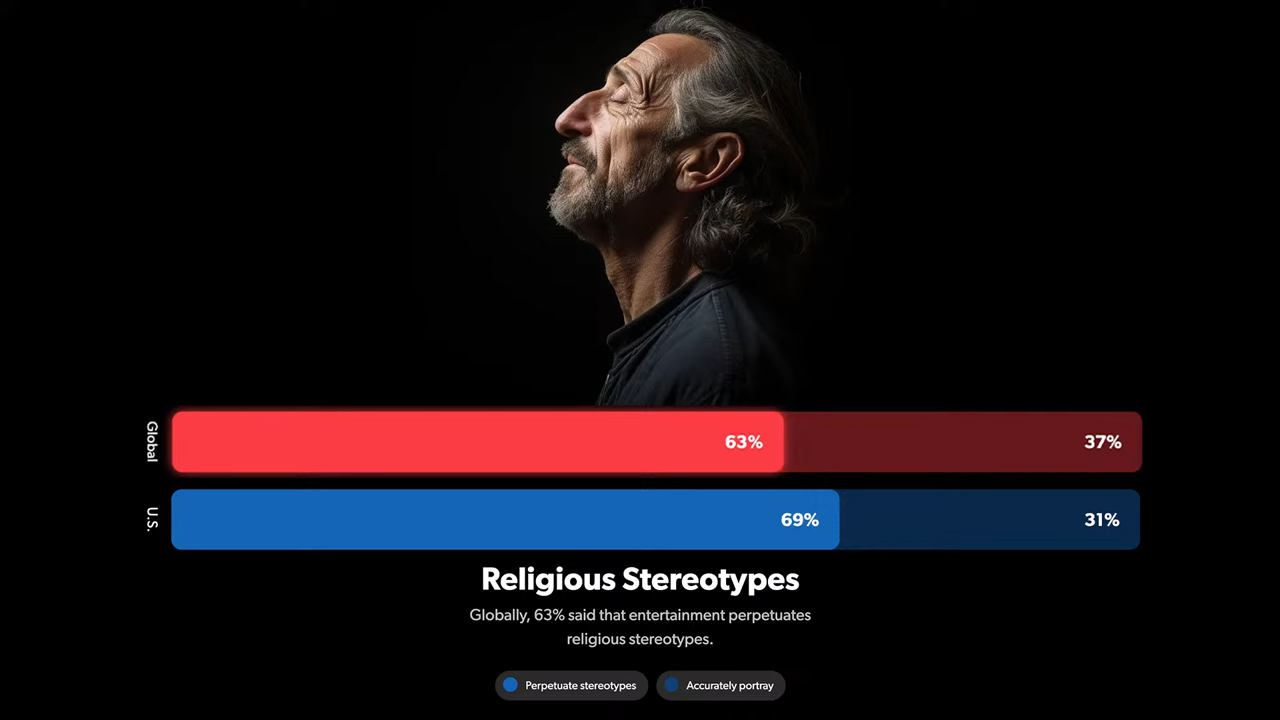 Global
63%
37%
U.S.
69%
31%
Religious Stereotypes
Globally, 63% said that entertainment perpetuates
religious stereotypes.
Perpetuate stereotypes
Accurately portray